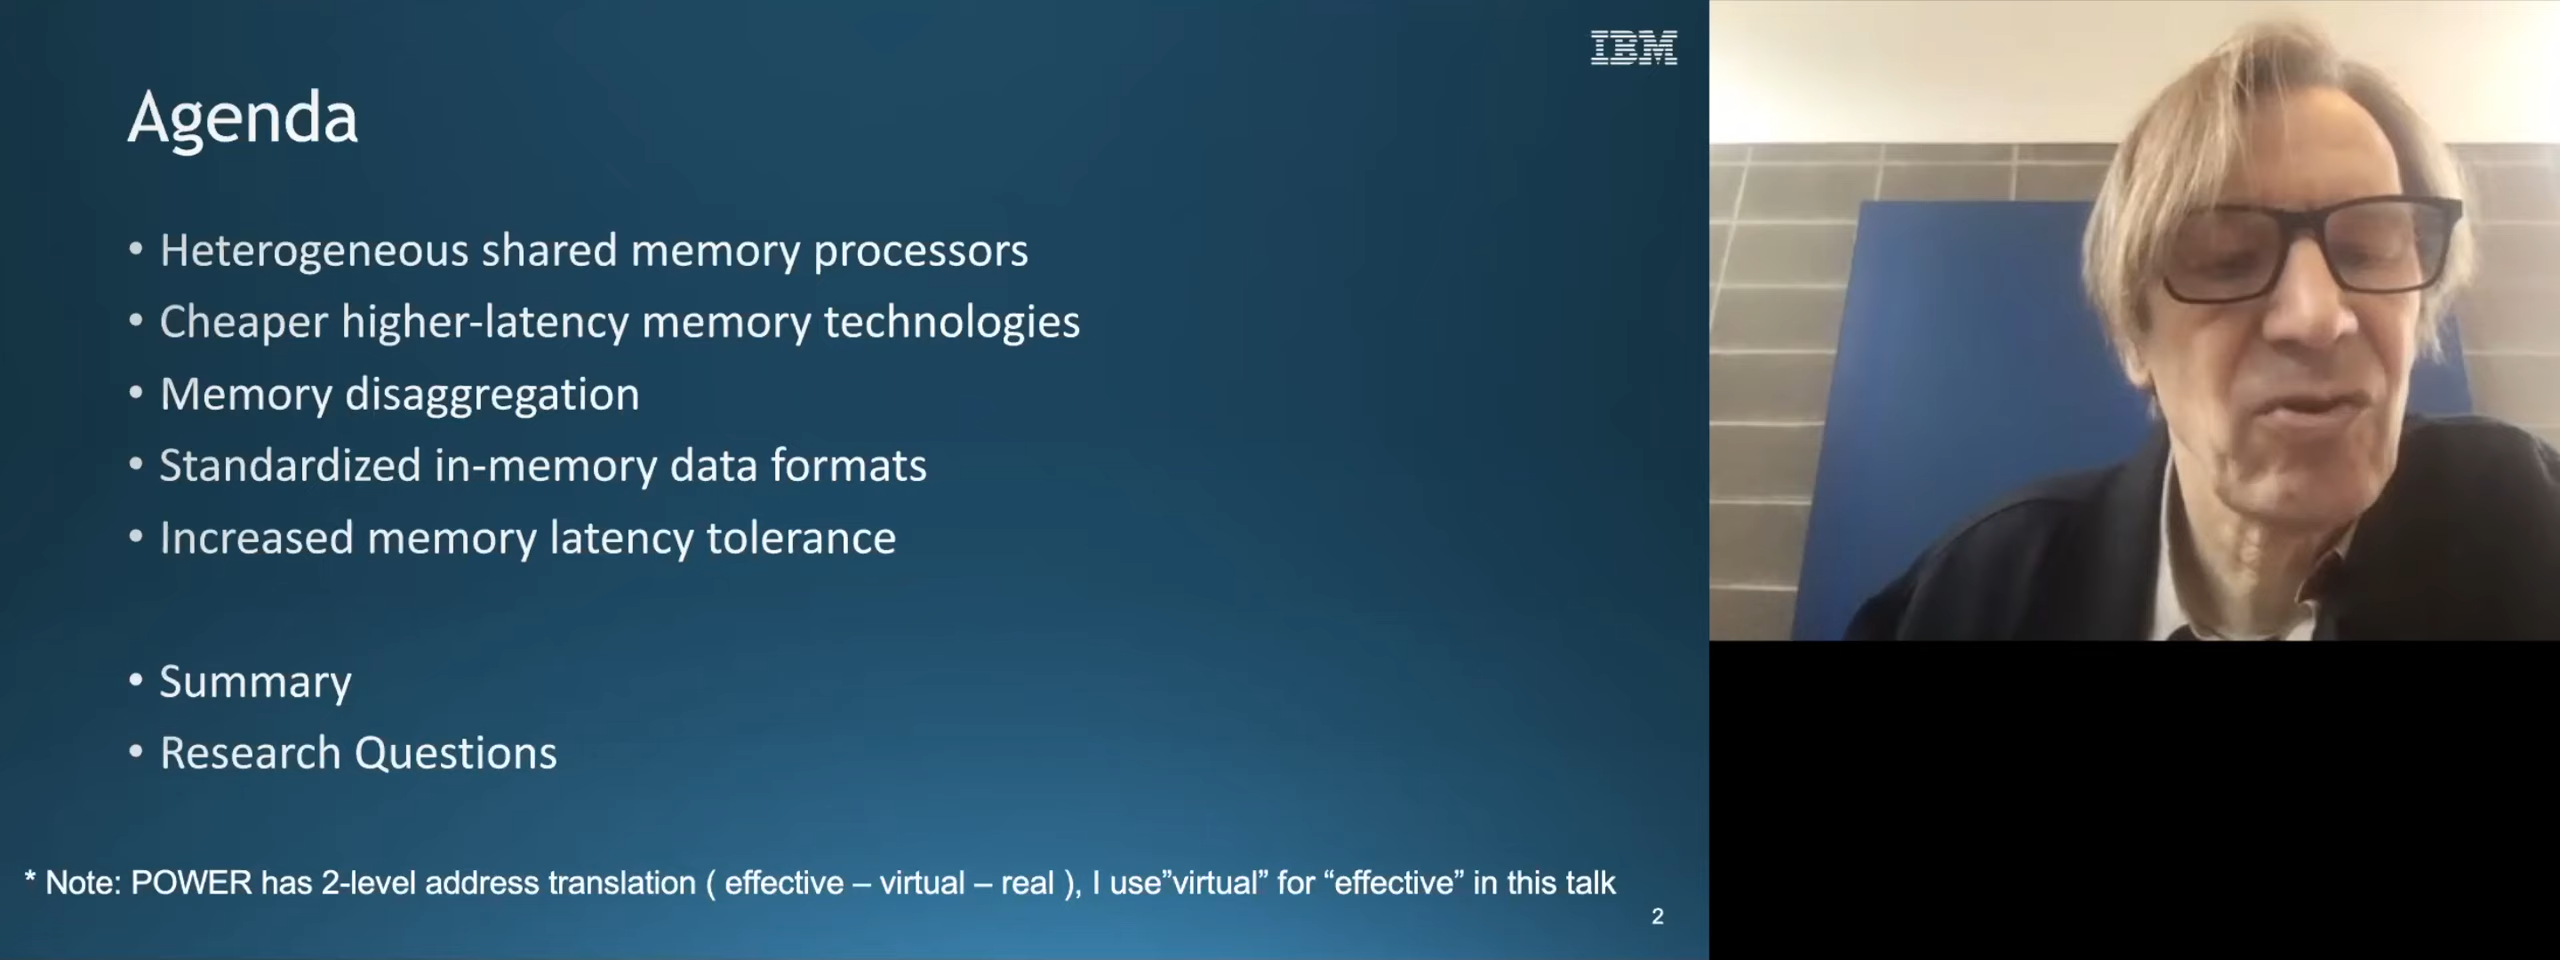 IBM
Agenda
• Heterogeneous shared memory processors
• Cheaper higher-latency memory technologies
• Memory disaggregation
• Standardized in-memory data formats
• Increased memory latency tolerance
• Summary
• Research Questions
* Note: POWER has 2-level address translation ( effective – virtual – real ), I use”virtual” for “effective” in this talk
2